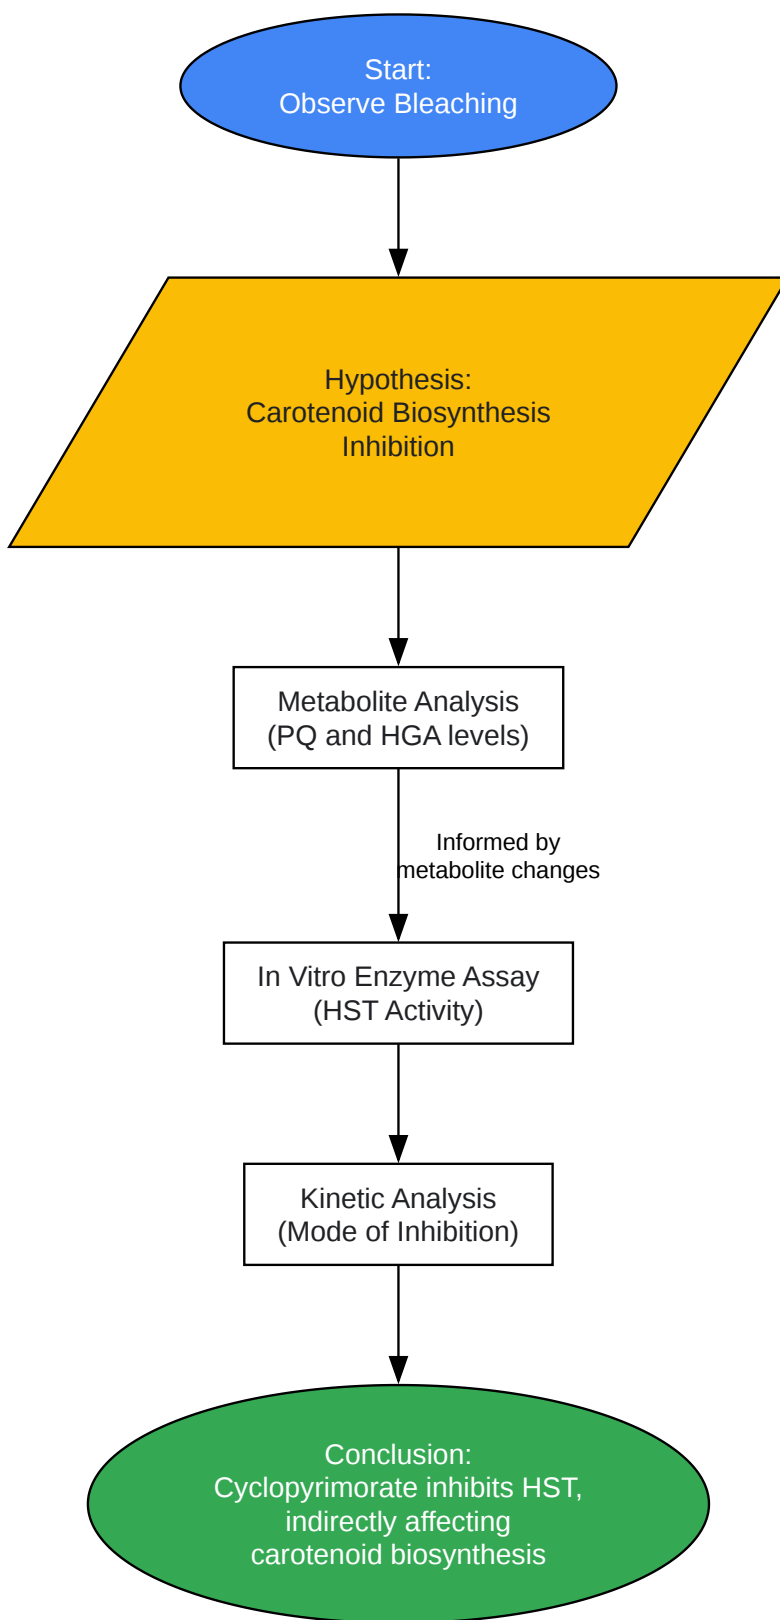 Start:
Observe Bleaching
Hypothesis:
Carotenoid Biosynthesis
Inhibition
Metabolite Analysis
(PQ and HGA levels)
Informed by
metabolite changes
In Vitro Enzyme Assay
(HST Activity)
Kinetic Analysis
(Mode of Inhibition)
Conclusion:
Cyclopyrimorate inhibits HST,
indirectly affecting
carotenoid biosynthesis